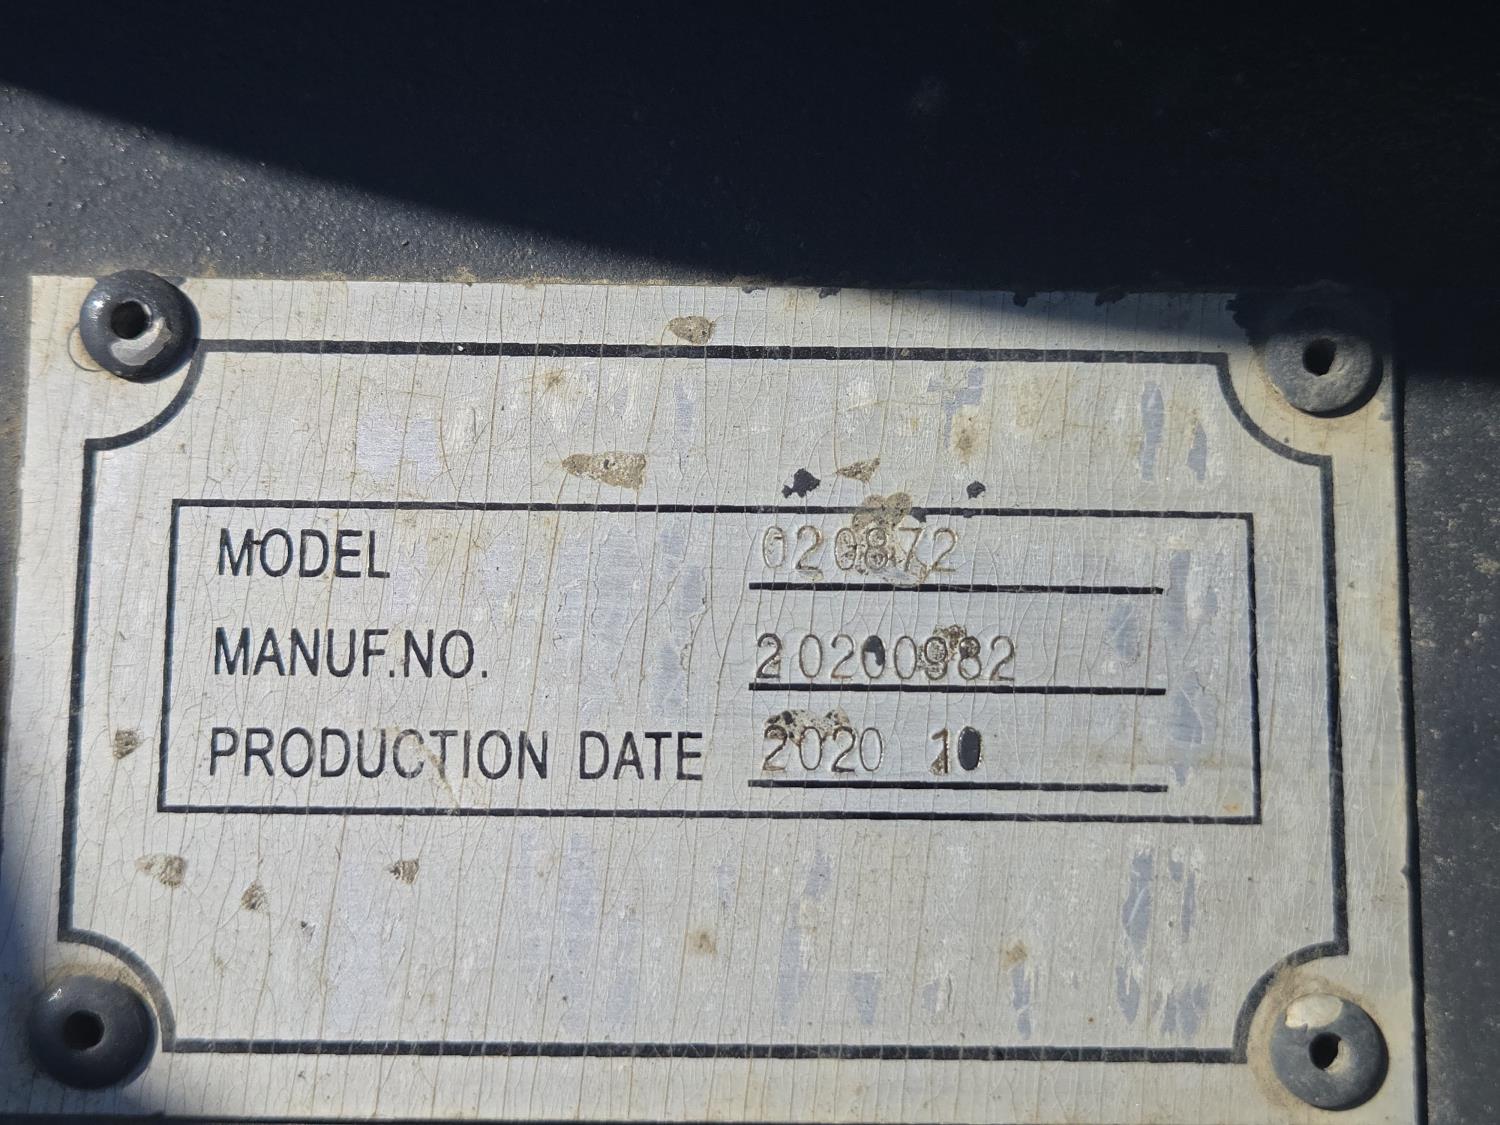 MODEL 020872
MANUF.NO. 20200982
PRODUCTION DATE 2020 10